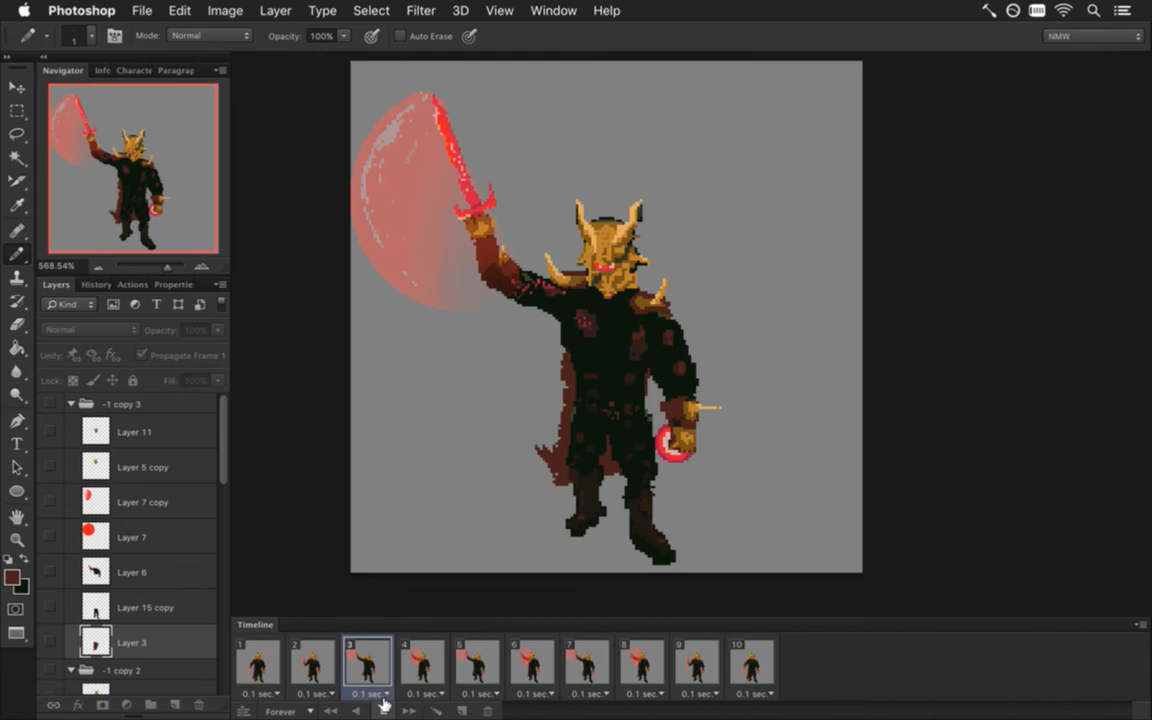 Photoshop File Edit Image Layer Type Select Filter 3D View Window Help
1 Mode: Normal Opacity: 100% Auto Erase NMW
Navigator Info Characte Paragrap
568.54%
Layers History Actions Propertie
Kind
Normal Opacity: 100%
Unify: Propagate Frame 1
Lock: Fill: 100%
-1 copy 3
Layer 11
Layer 5 copy
Layer 7 copy
Layer 7
Layer 6
Layer 15 copy
Layer 3
-1 copy 2
Timeline
1 2 3 4 5 6 7 8 9 10
0.1 sec. 0.1 sec. 0.1 sec. 0.1 sec. 0.1 sec. 0.1 sec. 0.1 sec. 0.1 sec. 0.1 sec. 0.1 sec.
Forever